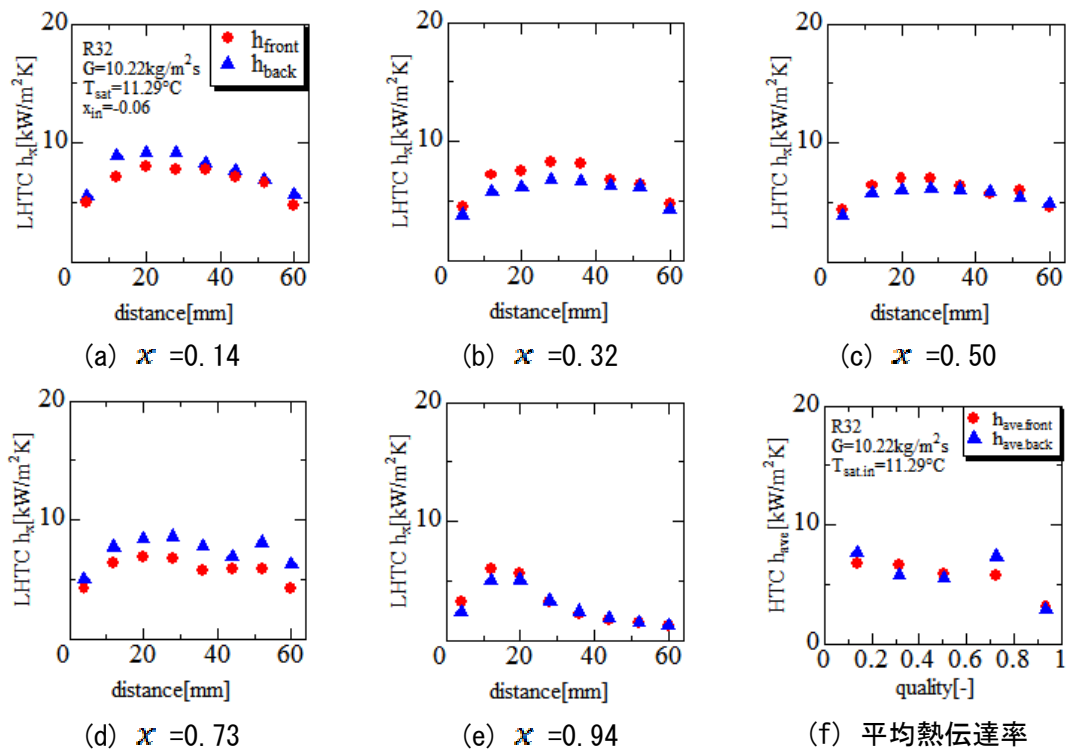 20
R32
G=10.22kg/m²s
T_sat=11.29°C
x_in=-0.06
h_front
h_back
10
LHTC h_x[kW/m²K]
0 20 40 60
distance[mm]
(a) x =0.14
20
10
LHTC h_x[kW/m²K]
0 20 40 60
distance[mm]
(b) x =0.32
20
10
LHTC h_x[kW/m²K]
0 20 40 60
distance[mm]
(c) x =0.50
20
10
LHTC h_x[kW/m²K]
0 20 40 60
distance[mm]
(d) x =0.73
20
10
LHTC h_x[kW/m²K]
0 20 40 60
distance[mm]
(e) x =0.94
20
R32
G=10.22kg/m²s
T_sat.in=11.29°C
h_ave.front
h_ave.back
10
HTC h_ave[kW/m²K]
0 0.2 0.4 0.6 0.8 1
quality[-]
(f) 平均熱伝達率